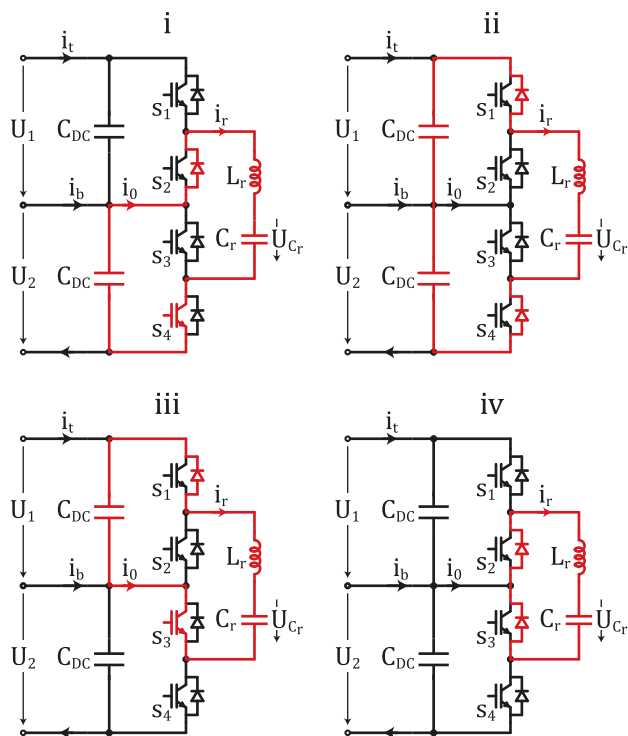 i
i_t
U_1
C_DC
s_1
i_r
s_2
L_r
i_b
i_0
s_3
C_r
U_Cr
U_2
C_DC
s_4
ii
i_t
U_1
C_DC
s_1
i_r
s_2
L_r
i_b
i_0
s_3
C_r
U_Cr
U_2
C_DC
s_4
iii
i_t
U_1
C_DC
s_1
i_r
s_2
L_r
i_b
i_0
s_3
C_r
U_Cr
U_2
C_DC
s_4
iv
i_t
U_1
C_DC
s_1
i_r
s_2
L_r
i_b
i_0
s_3
C_r
U_Cr
U_2
C_DC
s_4